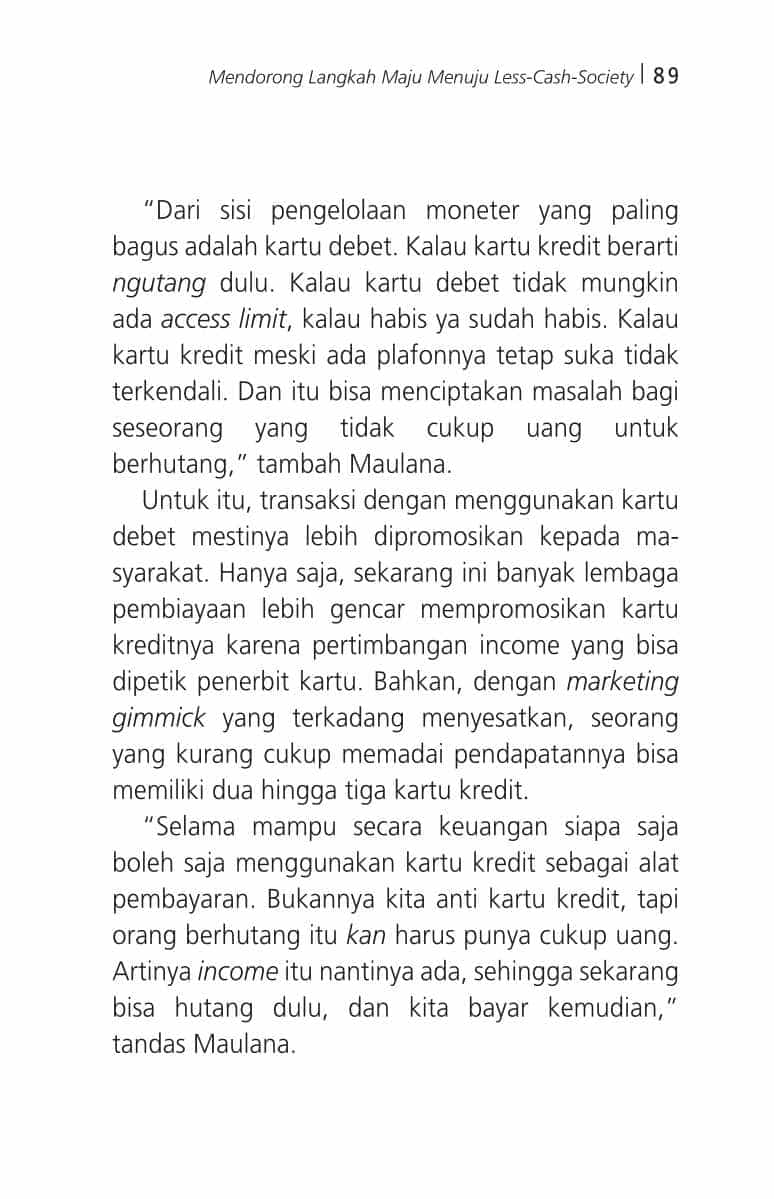 Mendorong Langkah Maju Menuju Less-Cash-Society | 89
“Dari sisi pengelolaan moneter yang paling
bagus adalah kartu debet. Kalau kartu kredit berarti
ngutang dulu. Kalau kartu debet tidak mungkin
ada access limit, kalau habis ya sudah habis. Kalau
kartu kredit meski ada plafonnya tetap suka tidak
terkendali. Dan itu bisa menciptakan masalah bagi
seseorang yang tidak cukup uang untuk
berhutang,” tambah Maulana.
Untuk itu, transaksi dengan menggunakan kartu
debet mestinya lebih dipromosikan kepada ma-
syarakat. Hanya saja, sekarang ini banyak lembaga
pembiayaan lebih gencar mempromosikan kartu
kreditnya karena pertimbangan income yang bisa
dipetik penerbit kartu. Bahkan, dengan marketing
gimmick yang terkadang menyesatkan, seorang
yang kurang cukup memadai pendapatannya bisa
memiliki dua hingga tiga kartu kredit.
“Selama mampu secara keuangan siapa saja
boleh saja menggunakan kartu kredit sebagai alat
pembayaran. Bukannya kita anti kartu kredit, tapi
orang berhutang itu kan harus punya cukup uang.
Artinya income itu nantinya ada, sehingga sekarang
bisa hutang dulu, dan kita bayar kemudian,”
tandas Maulana.